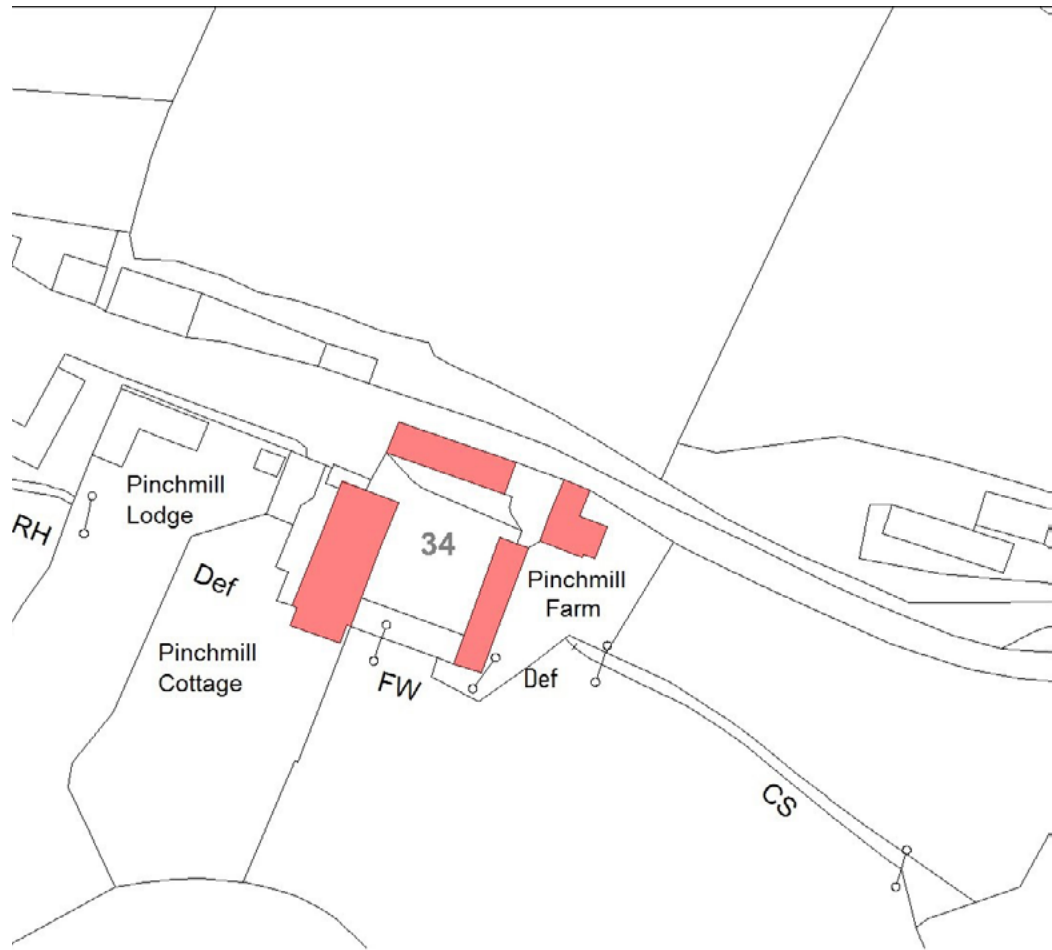 Pinchmill
Lodge
RH
Def
Pinchmill
Cottage
34
Pinchmill
Farm
FW
Def
CS